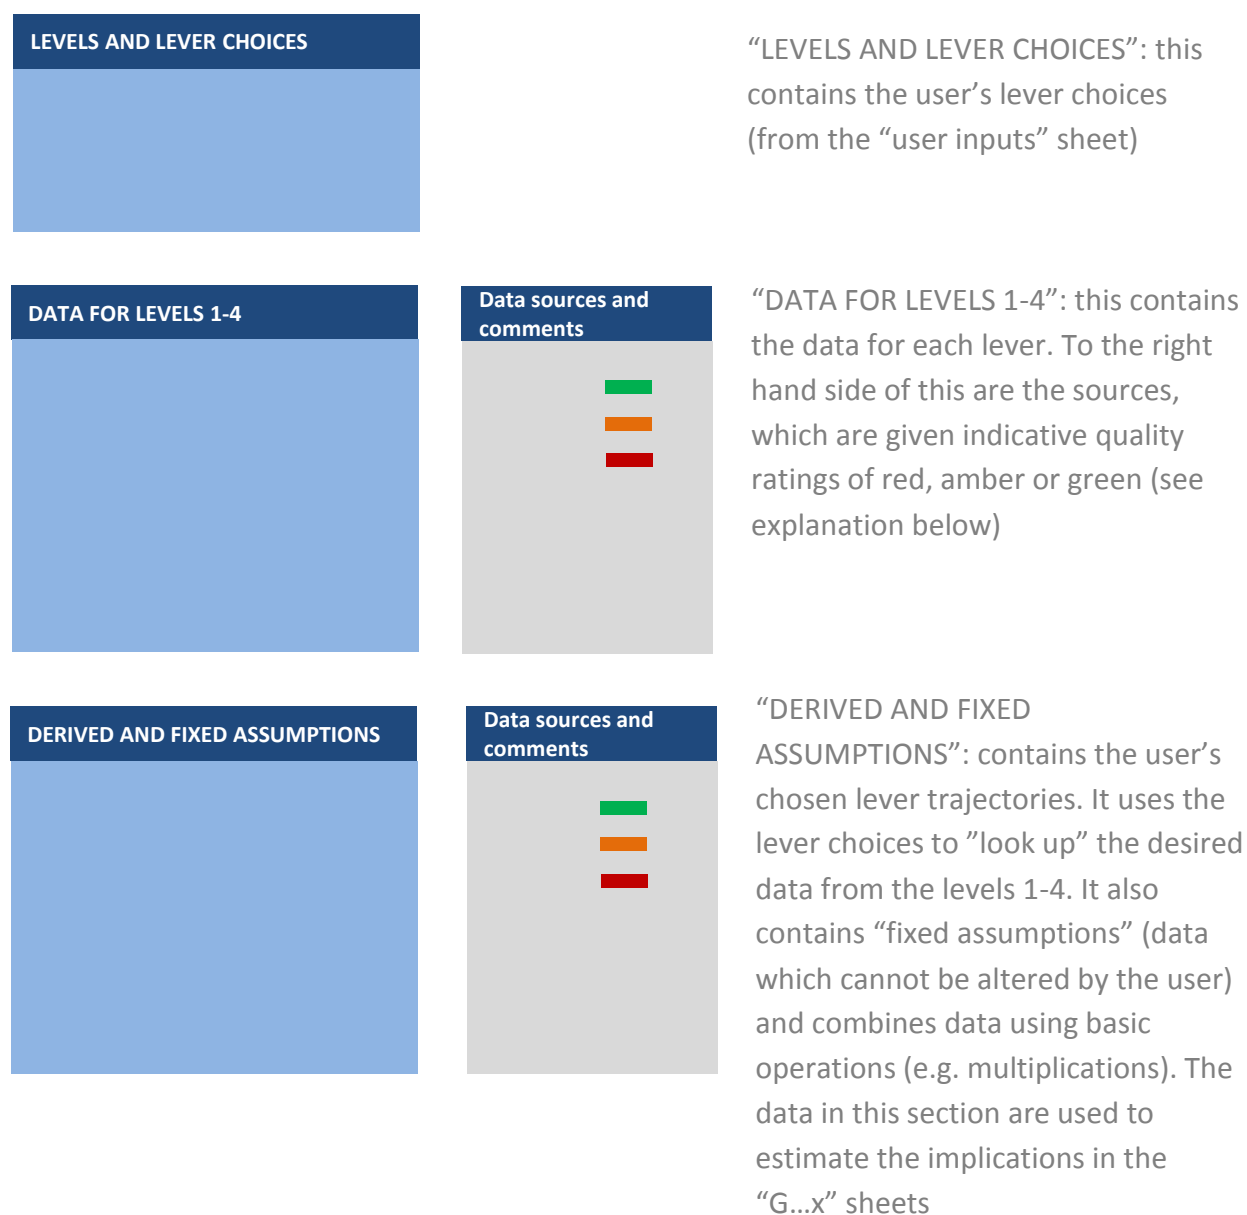 LEVELS AND LEVER CHOICES
“LEVELS AND LEVER CHOICES”: this
contains the user’s lever choices
(from the “user inputs” sheet)
DATA FOR LEVELS 1-4
Data sources and
comments
“DATA FOR LEVELS 1-4”: this contains
the data for each lever. To the right
hand side of this are the sources,
which are given indicative quality
ratings of red, amber or green (see
explanation below)
DERIVED AND FIXED ASSUMPTIONS
Data sources and
comments
“DERIVED AND FIXED
ASSUMPTIONS”: contains the user’s
chosen lever trajectories. It uses the
lever choices to ”look up” the desired
data from the levels 1-4. It also
contains “fixed assumptions” (data
which cannot be altered by the user)
and combines data using basic
operations (e.g. multiplications). The
data in this section are used to
estimate the implications in the
“G…x” sheets